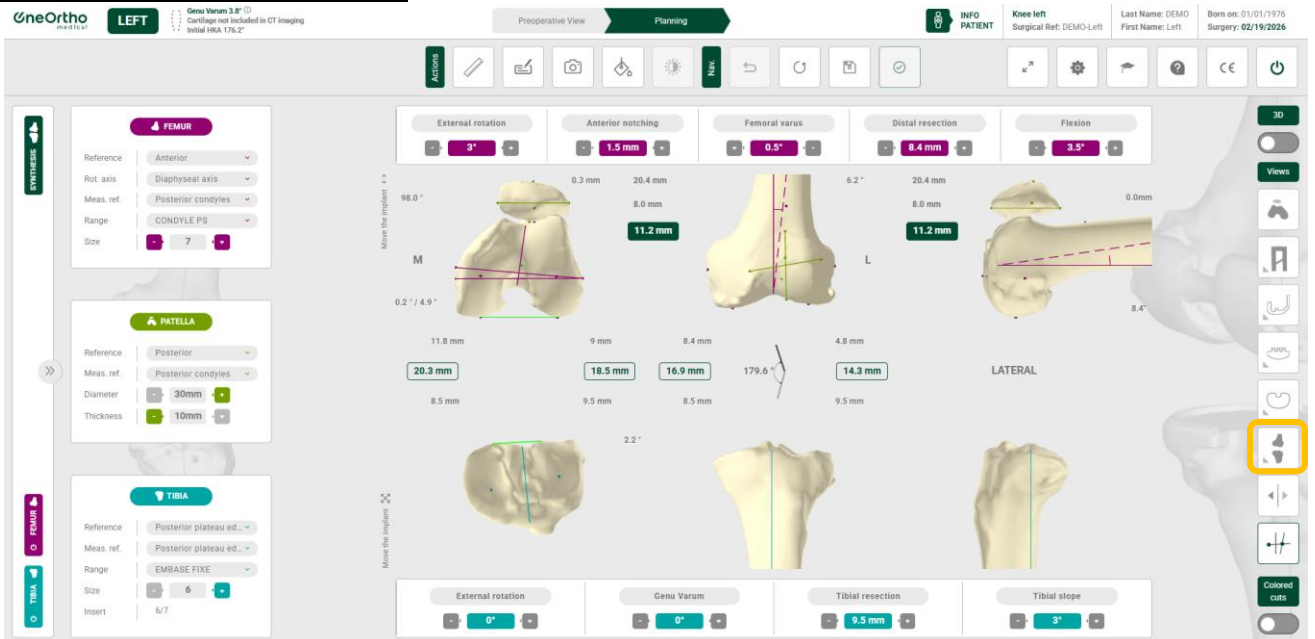 OneOrtho
medical
LEFT
Genu Varum 3.8° ⓘ
Cartilage not included in CT imaging
Initial HKA 176.2°
Preoperative View
Planning
INFO
PATIENT
Knee left
Surgical Ref: DEMO-Left
Last Name: DEMO
First Name: Left
Born on: 01/01/1976
Surgery: 02/19/2026
Actions
Nav.
C€
SYNTHESIS
FEMUR
Reference Anterior
Rot. axis Diaphyseal axis
Meas. ref. Posterior condyles
Range CONDYLE PS
Size - 7 +
PATELLA
Reference Posterior
Meas. ref. Posterior condyles
Diameter - 30mm +
Thickness - 10mm +
TIBIA
Reference Posterior plateau ed..
Meas. ref. Posterior plateau ed..
Range EMBASE FIXE
Size - 6 +
Insert 6/7
FEMUR
TIBIA
External rotation Anterior notching Femoral varus Distal resection Flexion
- 3° + - 1.5 mm + + 0.5° - - 8.4 mm + - 3.5° +
Move the implant
0.3 mm 20.4 mm 6.2 ° 20.4 mm
98.0 ° 8.0 mm 8.0 mm 0.0mm
11.2 mm 11.2 mm
M L
0.2 ° / 4.9 ° 8.4°
11.8 mm 9 mm 8.4 mm 4.8 mm
20.3 mm 18.5 mm 16.9 mm 179.6 ° 14.3 mm LATERAL
8.5 mm 9.5 mm 8.5 mm 9.5 mm
2.2 °
Move the implant
External rotation Genu Varum Tibial resection Tibial slope
- 0° + - 0° + - 9.5 mm + - 3° +
3D
Views
Colored
cuts